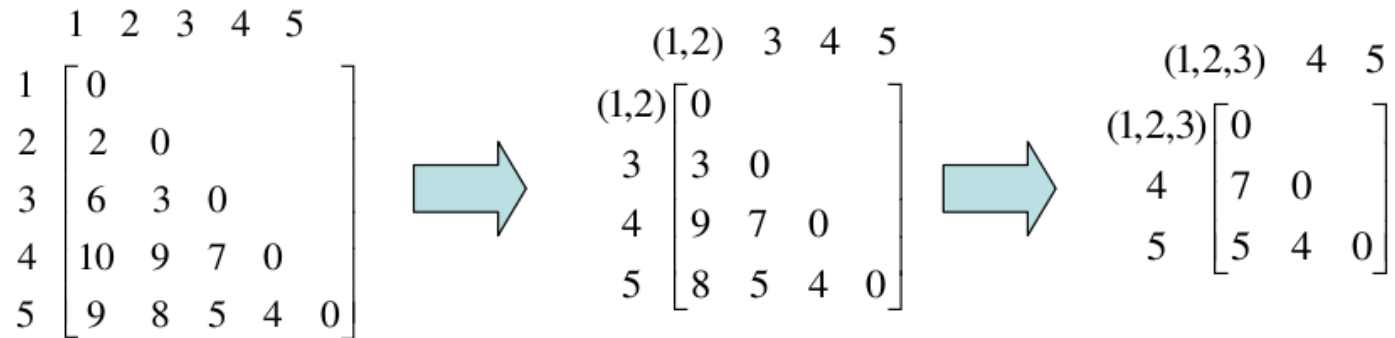 1 2 3 4 5
1 0
2 2 0
3 6 3 0
4 10 9 7 0
5 9 8 5 4 0
(1,2) 3 4 5
(1,2) 0
3 3 0
4 9 7 0
5 8 5 4 0
(1,2,3) 4 5
(1,2,3) 0
4 7 0
5 5 4 0